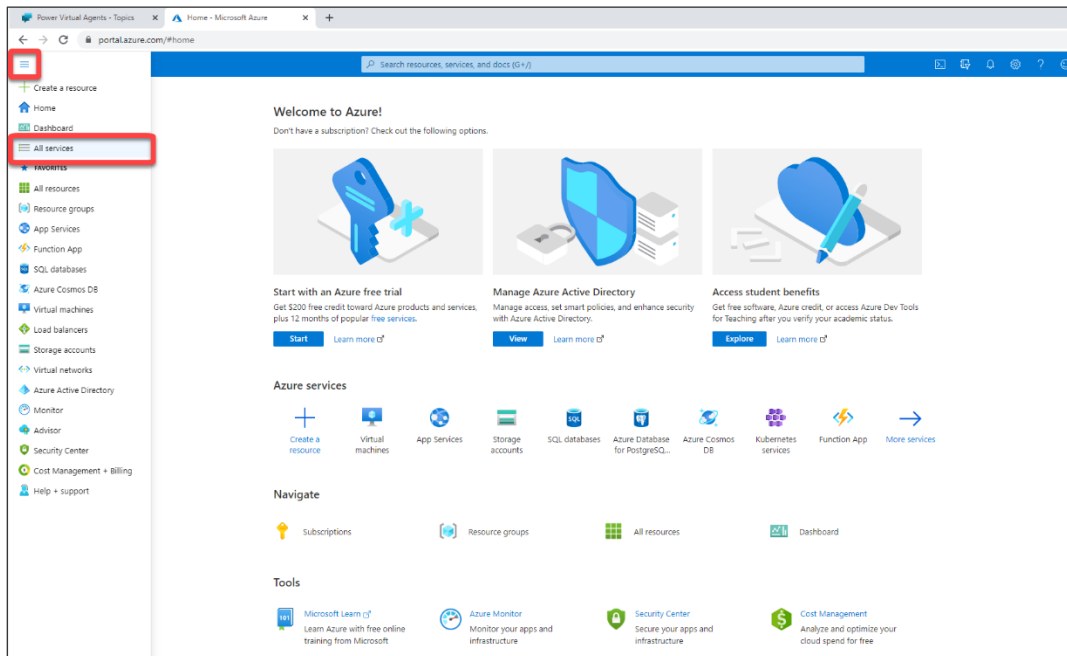 Power Virtual Agents - Topics
Home - Microsoft Azure
portal.azure.com/#home
Search resources, services, and docs (G+/)
Create a resource
Home
Dashboard
All services
FAVORITES
All resources
Resource groups
App Services
Function App
SQL databases
Azure Cosmos DB
Virtual machines
Load balancers
Storage accounts
Virtual networks
Azure Active Directory
Monitor
Advisor
Security Center
Cost Management + Billing
Help + support
Welcome to Azure!
Don't have a subscription? Check out the following options.
Start with an Azure free trial
Get $200 free credit toward Azure products and services,
plus 12 months of popular free services.
Start Learn more
Manage Azure Active Directory
Manage access, set smart policies, and enhance security
with Azure Active Directory.
View Learn more
Access student benefits
Get free software, Azure credit, or access Azure Dev Tools
for Teaching after you verify your academic status.
Explore Learn more
Azure services
Create a
resource
Virtual
machines
App Services
Storage
accounts
SQL
SQL databases
Azure Database
for PostgreSQ...
Azure Cosmos
DB
Kubernetes
services
Function App
More services
Navigate
Subscriptions
Resource groups
All resources
Dashboard
Tools
101
Microsoft Learn
Learn Azure with free online
training from Microsoft
Azure Monitor
Monitor your apps and
infrastructure
Security Center
Secure your apps and
infrastructure
Cost Management
Analyze and optimize your
cloud spend for free